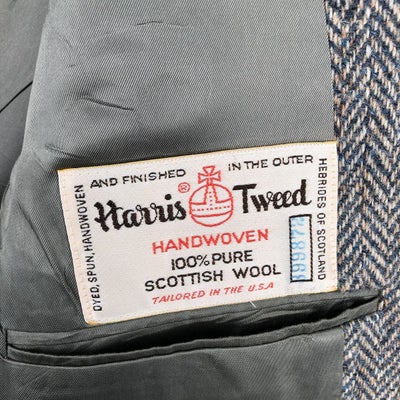 DYED, SPUN, HANDWOVEN
AND FINISHED IN THE OUTER
HEBRIDES OF SCOTLAND
Harris® Tweed
HANDWOVEN
100% PURE
SCOTTISH WOOL
TAILORED IN THE U.S.A